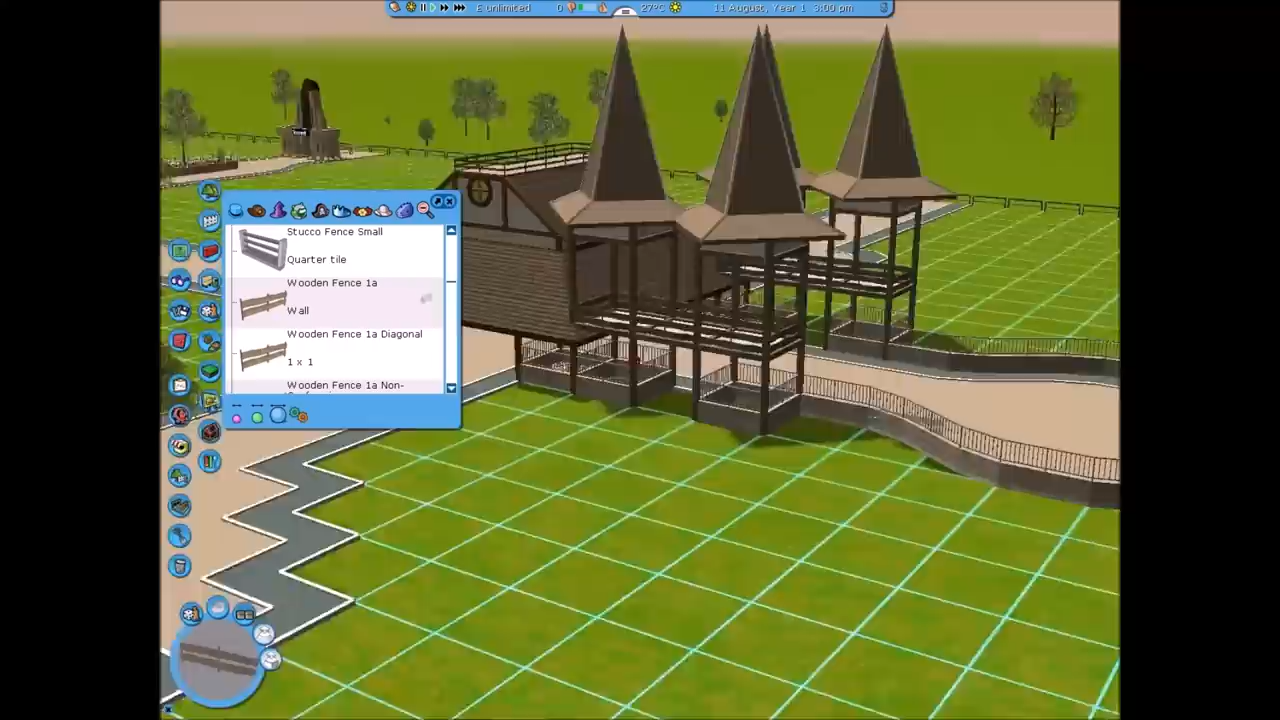 £ unlimited
0
27°C
11 August, Year 1 3:00 pm
Stucco Fence Small
Quarter tile
Wooden Fence 1a
Wall
Wooden Fence 1a Diagonal
1 x 1
Wooden Fence 1a Non-